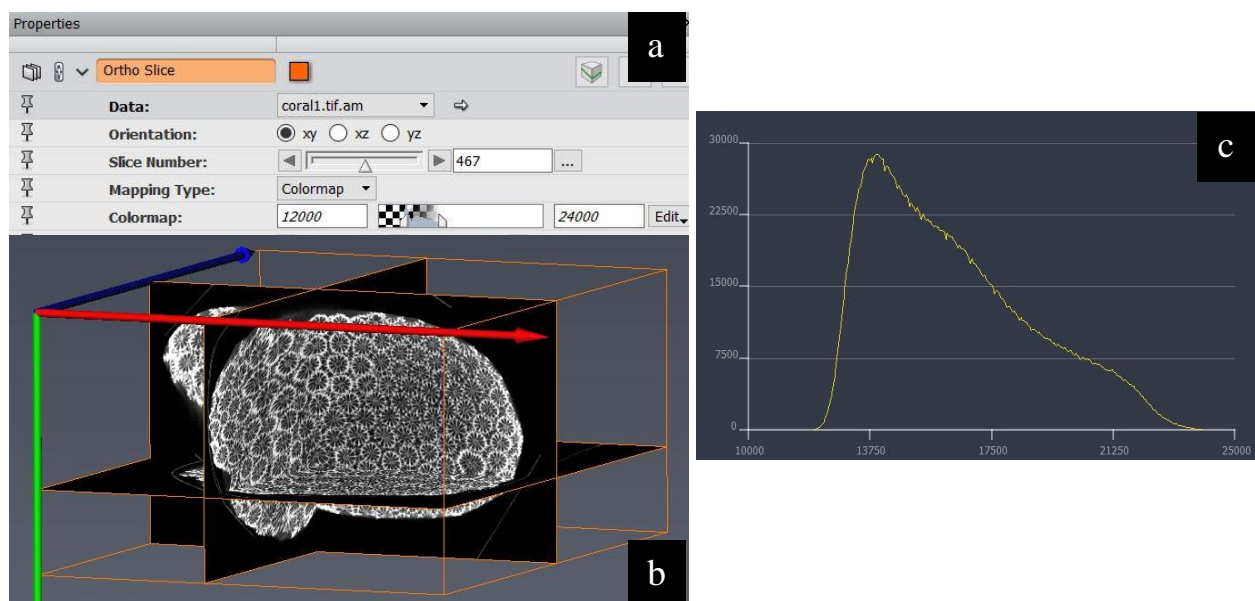 Properties
a
Ortho Slice
Data: coral1.tif.am
Orientation: xy xz yz
Slice Number: 467 ...
Mapping Type: Colormap
Colormap: 12000 24000 Edit
b
c
30000
22500
15000
7500
0
10000 13750 17500 21250 25000